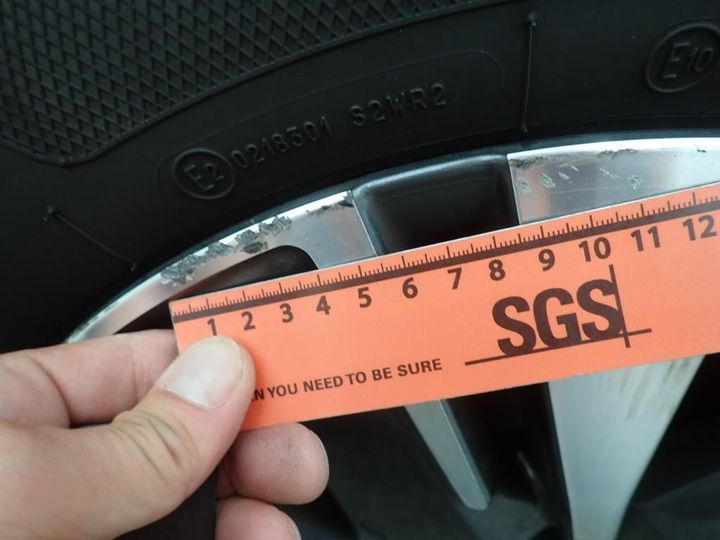 E10
E2 0218301 S2WR2
1 2 3 4 5 6 7 8 9 10 11 12
SGS
N YOU NEED TO BE SURE